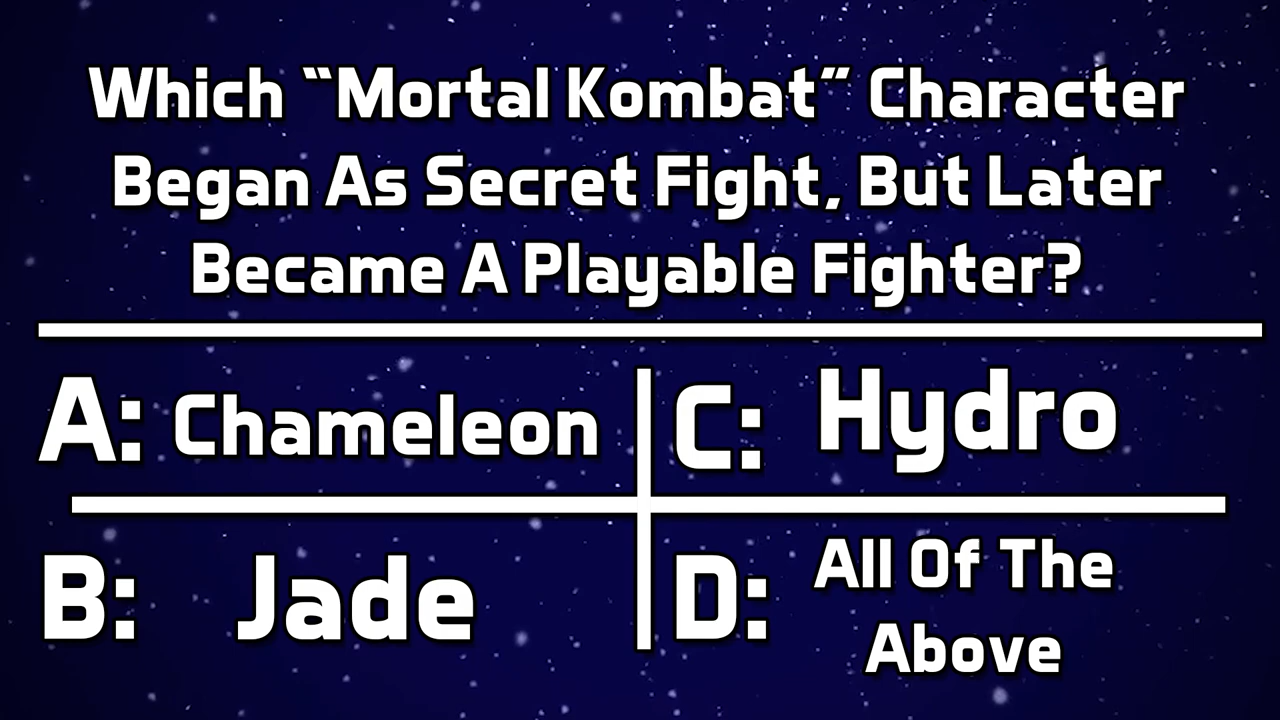 Which “Mortal Kombat” Character
Began As Secret Fight, But Later
Became A Playable Fighter?
A: Chameleon
C: Hydro
B: Jade
D: All Of The
Above